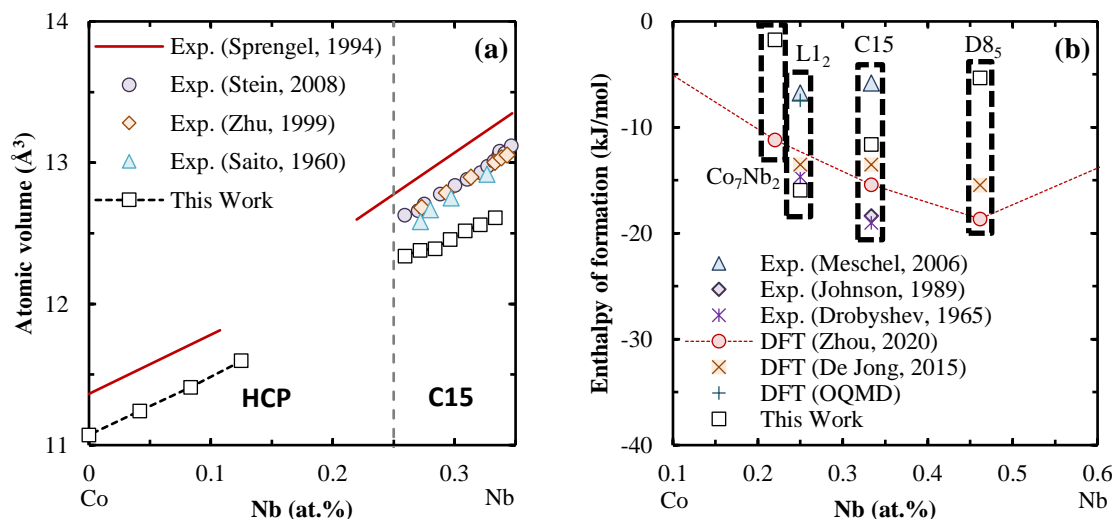 14
13
12
11
Atomic volume (Å³)
(a)
Exp. (Sprengel, 1994)
Exp. (Stein, 2008)
Exp. (Zhu, 1999)
Exp. (Saito, 1960)
This Work
HCP
C15
0 0.1 0.2 0.3
Co Nb (at.%) Nb
0
-10
-20
-30
-40
Enthalpy of formation (kJ/mol)
(b)
L1₂ C15 D8₅
Co₇Nb₂
Exp. (Meschel, 2006)
Exp. (Johnson, 1989)
Exp. (Drobyshev, 1965)
DFT (Zhou, 2020)
DFT (De Jong, 2015)
DFT (OQMD)
This Work
0.1 0.2 0.3 0.4 0.5 0.6
Co Nb (at.%) Nb